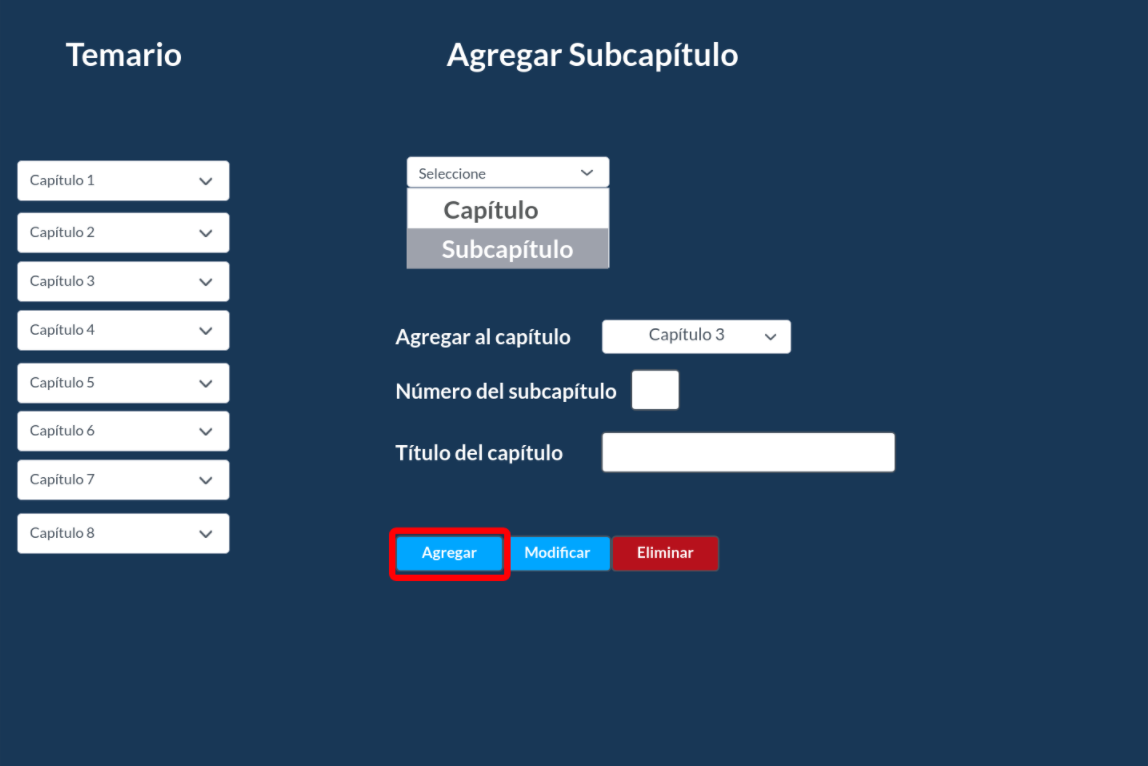 Temario
Agregar Subcapítulo
Capítulo 1
Capítulo 2
Capítulo 3
Capítulo 4
Capítulo 5
Capítulo 6
Capítulo 7
Capítulo 8
Seleccione
Capítulo
Subcapítulo
Agregar al capítulo Capítulo 3
Número del subcapítulo
Título del capítulo
Agregar Modificar Eliminar